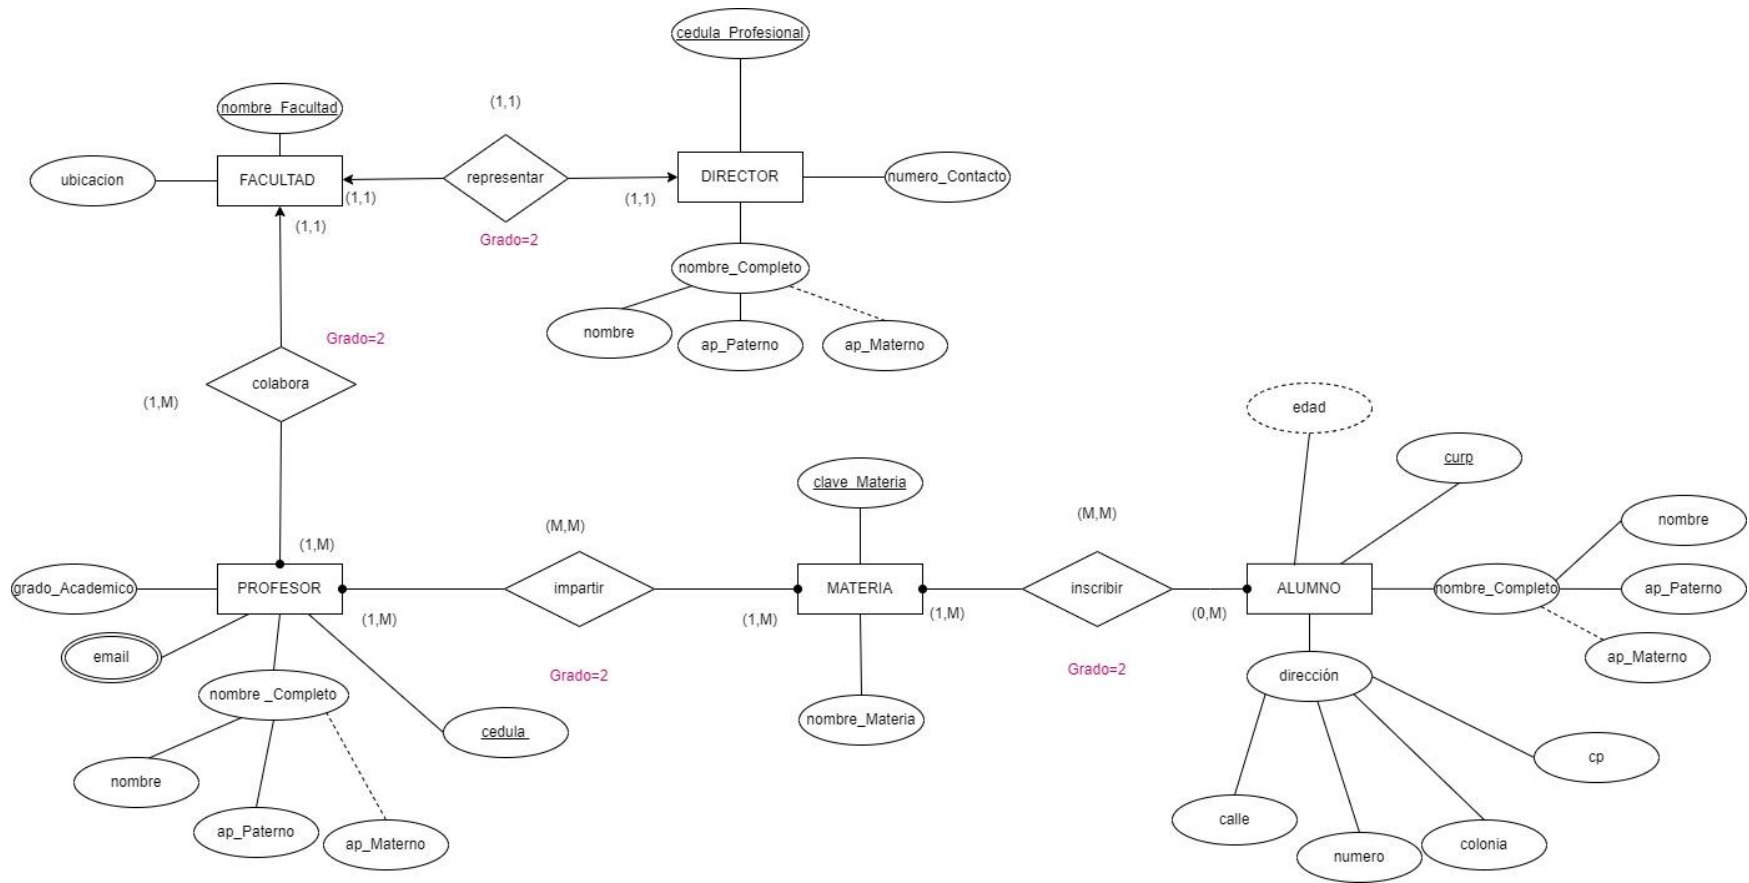 cedula_Profesional
(1,1)
nombre_Facultad
ubicacion
FACULTAD
representar
DIRECTOR
numero_Contacto
(1,1)
(1,1)
(1,1)
Grado=2
nombre_Completo
nombre
ap_Paterno
ap_Materno
Grado=2
colabora
(1,M)
edad
curp
clave_Materia
nombre
(M,M)
(M,M)
(1,M)
grado_Academico
PROFESOR
impartir
MATERIA
inscribir
ALUMNO
nombre_Completo
ap_Paterno
(1,M)
(1,M)
(1,M)
(0,M)
email
ap_Materno
Grado=2
Grado=2
dirección
nombre _Completo
cedula
nombre_Materia
cp
nombre
calle
ap_Paterno
ap_Materno
numero
colonia